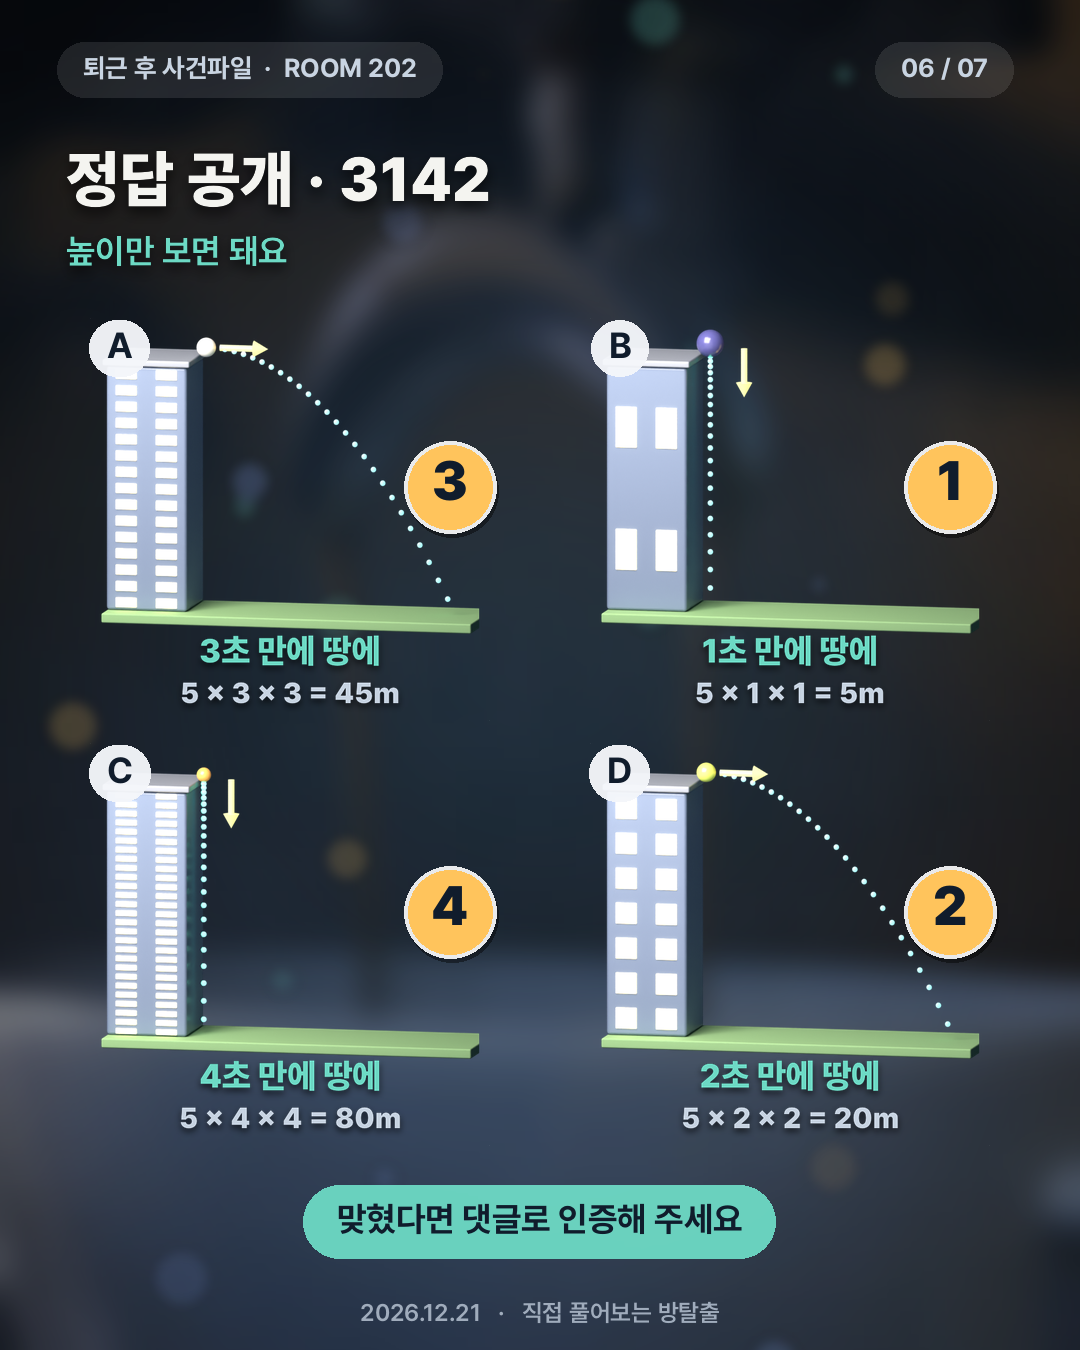 퇴근 후 사건파일 · ROOM 202
06 / 07
정답 공개 · 3142
높이만 보면 돼요
A
3
3초 만에 땅에
5 × 3 × 3 = 45m
B
1
1초 만에 땅에
5 × 1 × 1 = 5m
C
4
4초 만에 땅에
5 × 4 × 4 = 80m
D
2
2초 만에 땅에
5 × 2 × 2 = 20m
맞혔다면 댓글로 인증해 주세요
2026.12.21 · 직접 풀어보는 방탈출